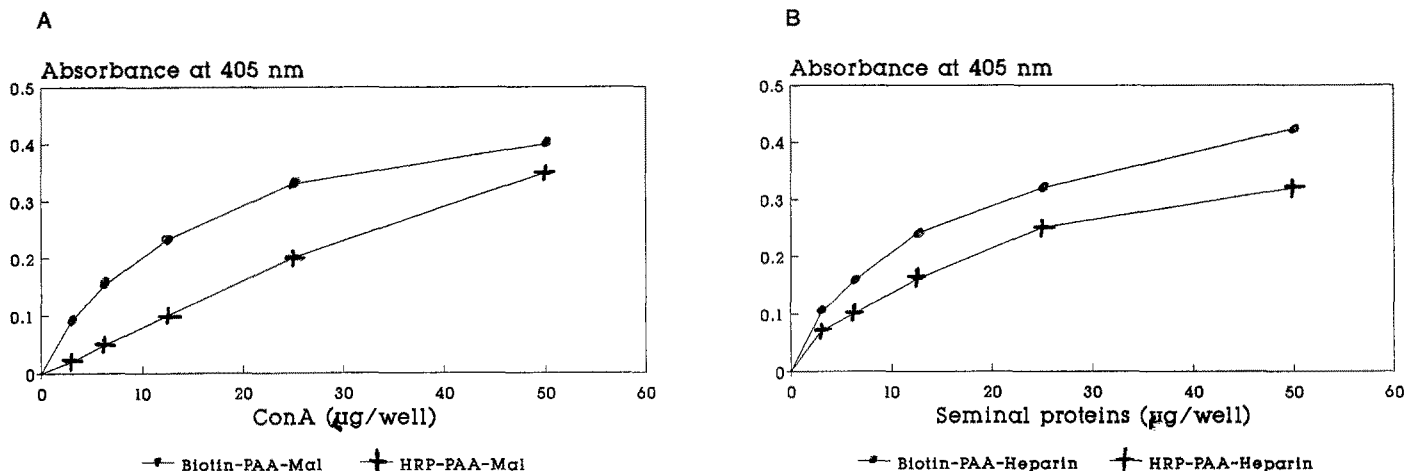 A
Absorbance at 405 nm
0.5
0.4
0.3
0.2
0.1
0
0 10 20 30 40 50 60
ConA (µg/well)
Biotin-PAA-Mal HRP-PAA-Mal
B
Absorbance at 405 nm
0.5
0.4
0.3
0.2
0.1
0
0 10 20 30 40 50 60
Seminal proteins (µg/well)
Biotin-PAA-Heparin HRP-PAA-Heparin